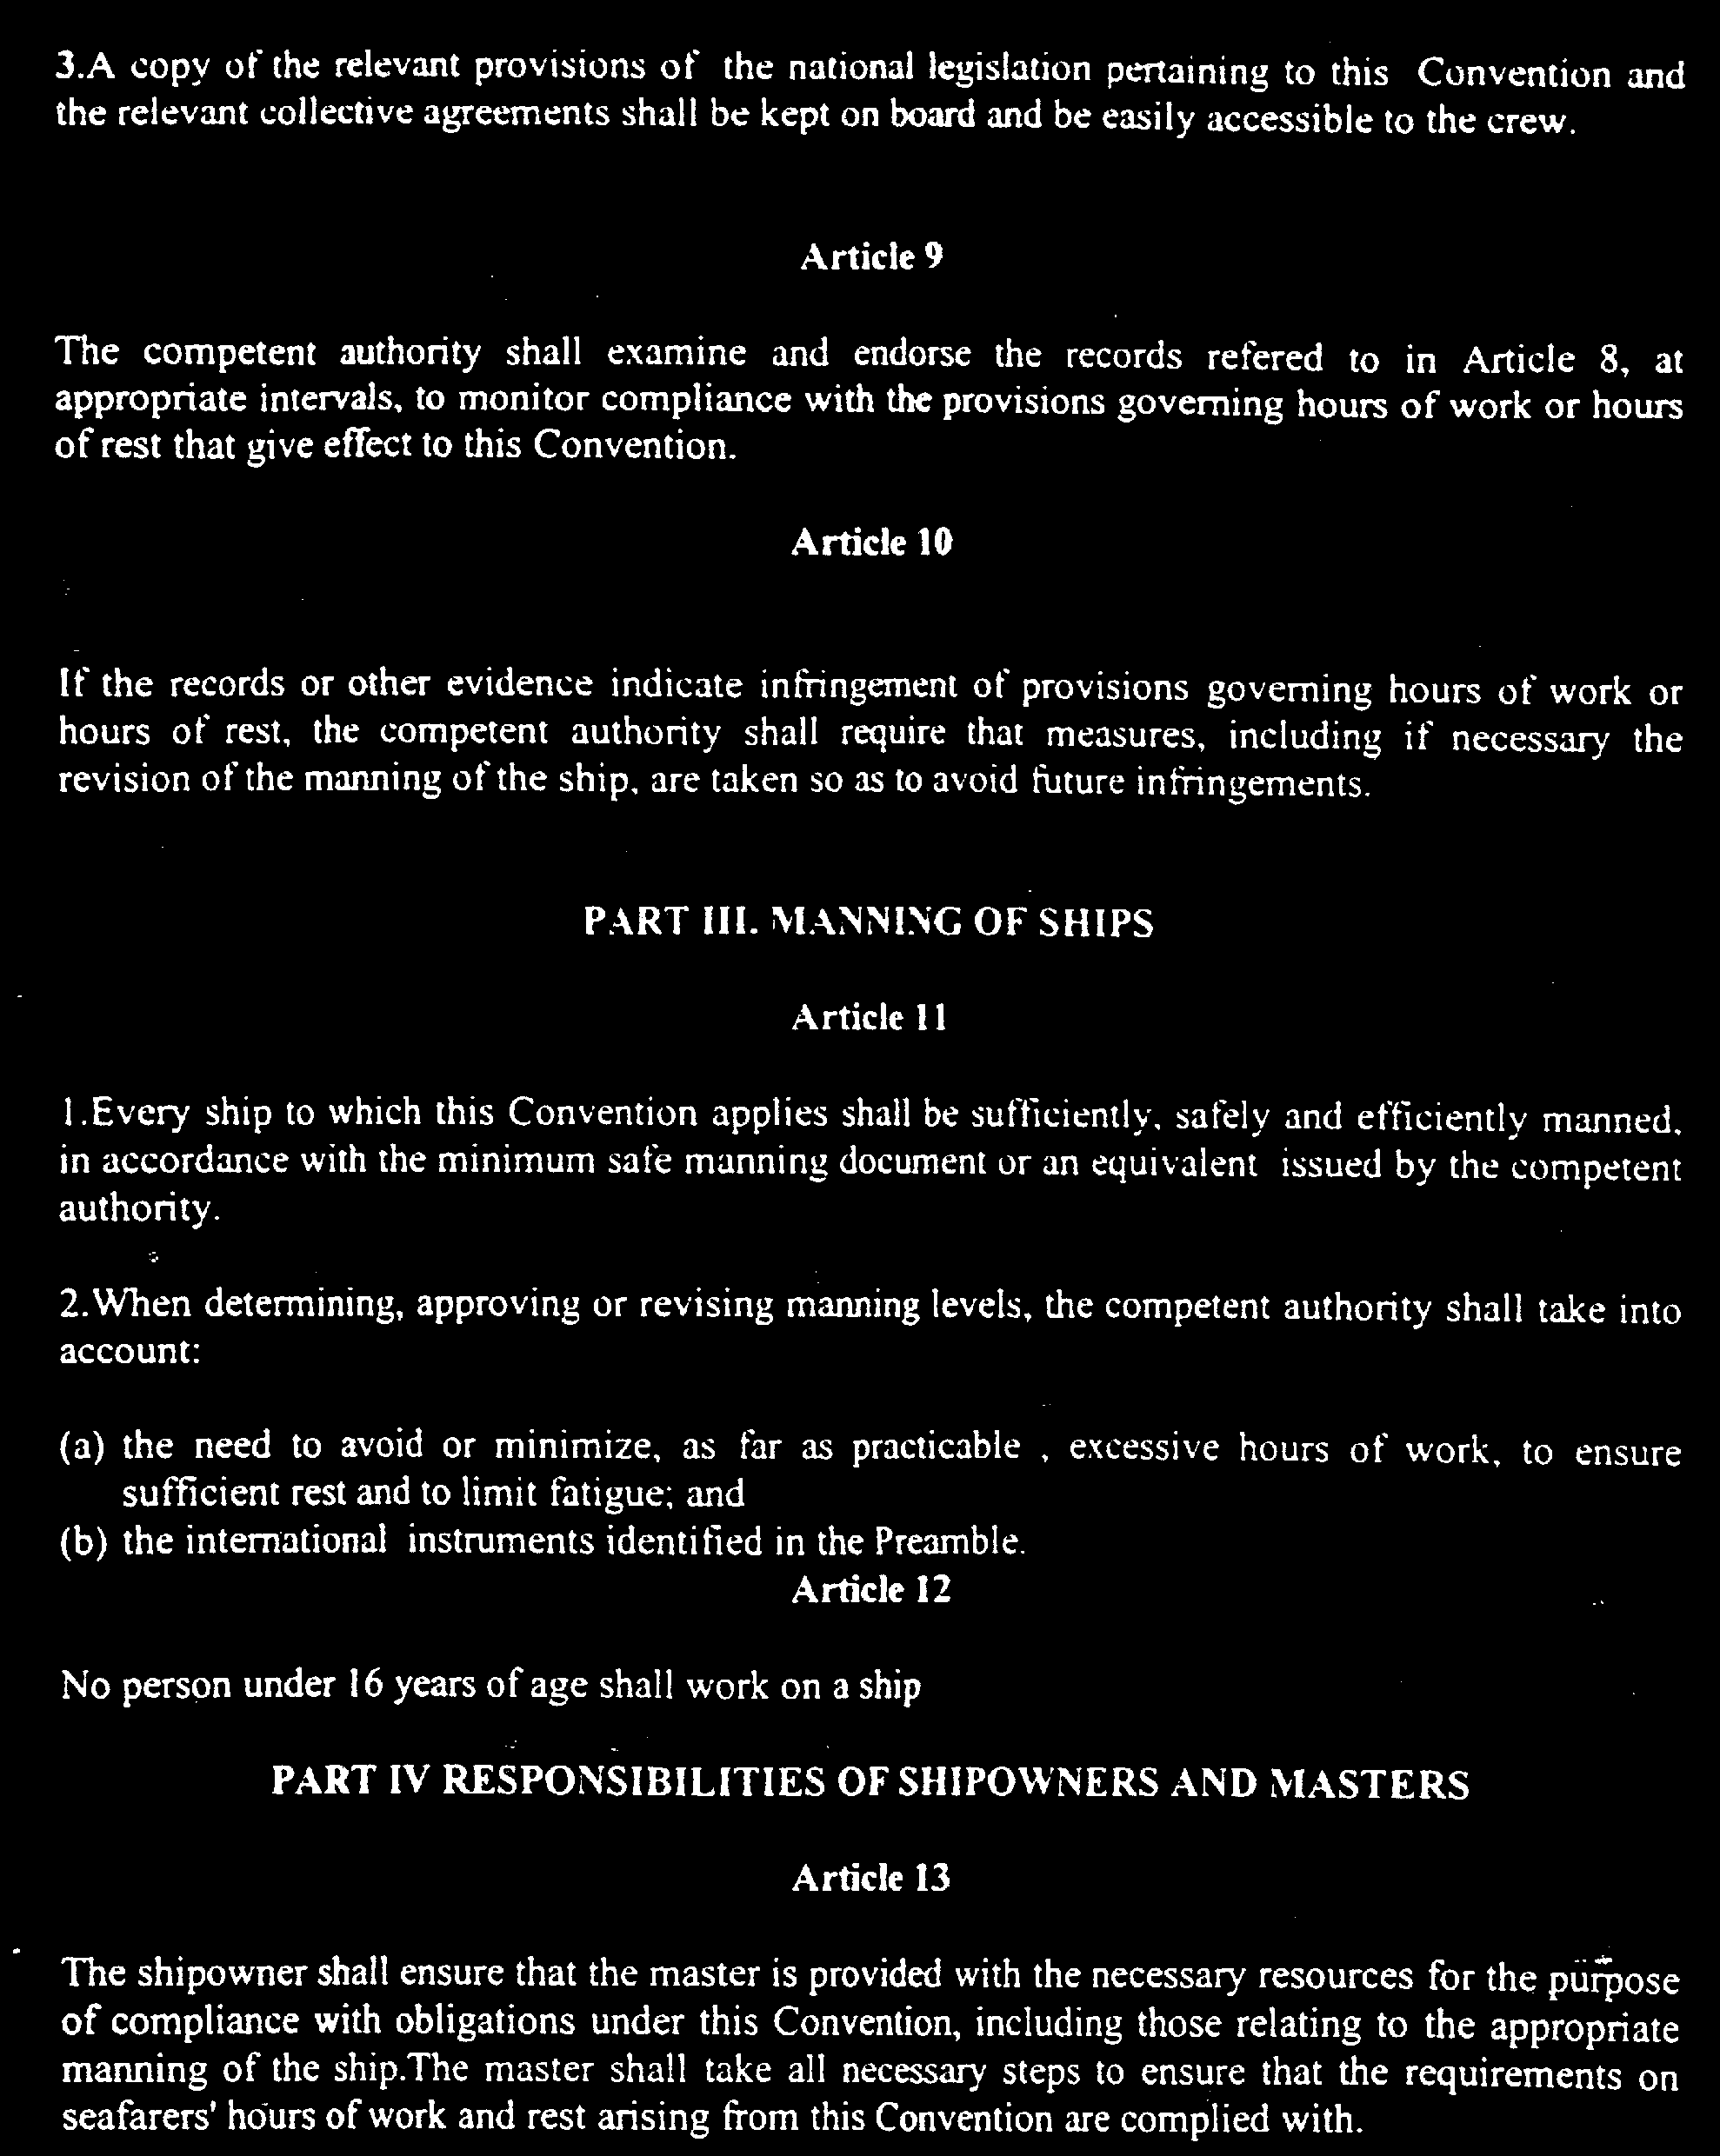 3.A copy of the relevant provisions of the national legislation pertaining to this Convention and
the relevant collective agreements shall be kept on board and be easily accessible to the crew.
Article 9
The competent authority shall examine and endorse the records refered to in Article 8, at
appropriate intervals, to monitor compliance with the provisions governing hours of work or hours
of rest that give effect to this Convention.
Article 10
If the records or other evidence indicate infringement of provisions governing hours of work or
hours of rest, the competent authority shall require that measures, including if necessary the
revision of the manning of the ship, are taken so as to avoid future infringements.
PART III. MANNING OF SHIPS
Article 11
1.Every ship to which this Convention applies shall be sufficiently, safely and efficiently manned,
in accordance with the minimum safe manning document or an equivalent issued by the competent
authority.
2.When determining, approving or revising manning levels, the competent authority shall take into
account:
(a) the need to avoid or minimize, as far as practicable , excessive hours of work, to ensure
sufficient rest and to limit fatigue; and
(b) the international instruments identified in the Preamble.
Article 12
No person under 16 years of age shall work on a ship
PART IV RESPONSIBILITIES OF SHIPOWNERS AND MASTERS
Article 13
The shipowner shall ensure that the master is provided with the necessary resources for the purpose
of compliance with obligations under this Convention, including those relating to the appropriate
manning of the ship.The master shall take all necessary steps to ensure that the requirements on
seafarers' hours of work and rest arising from this Convention are complied with.